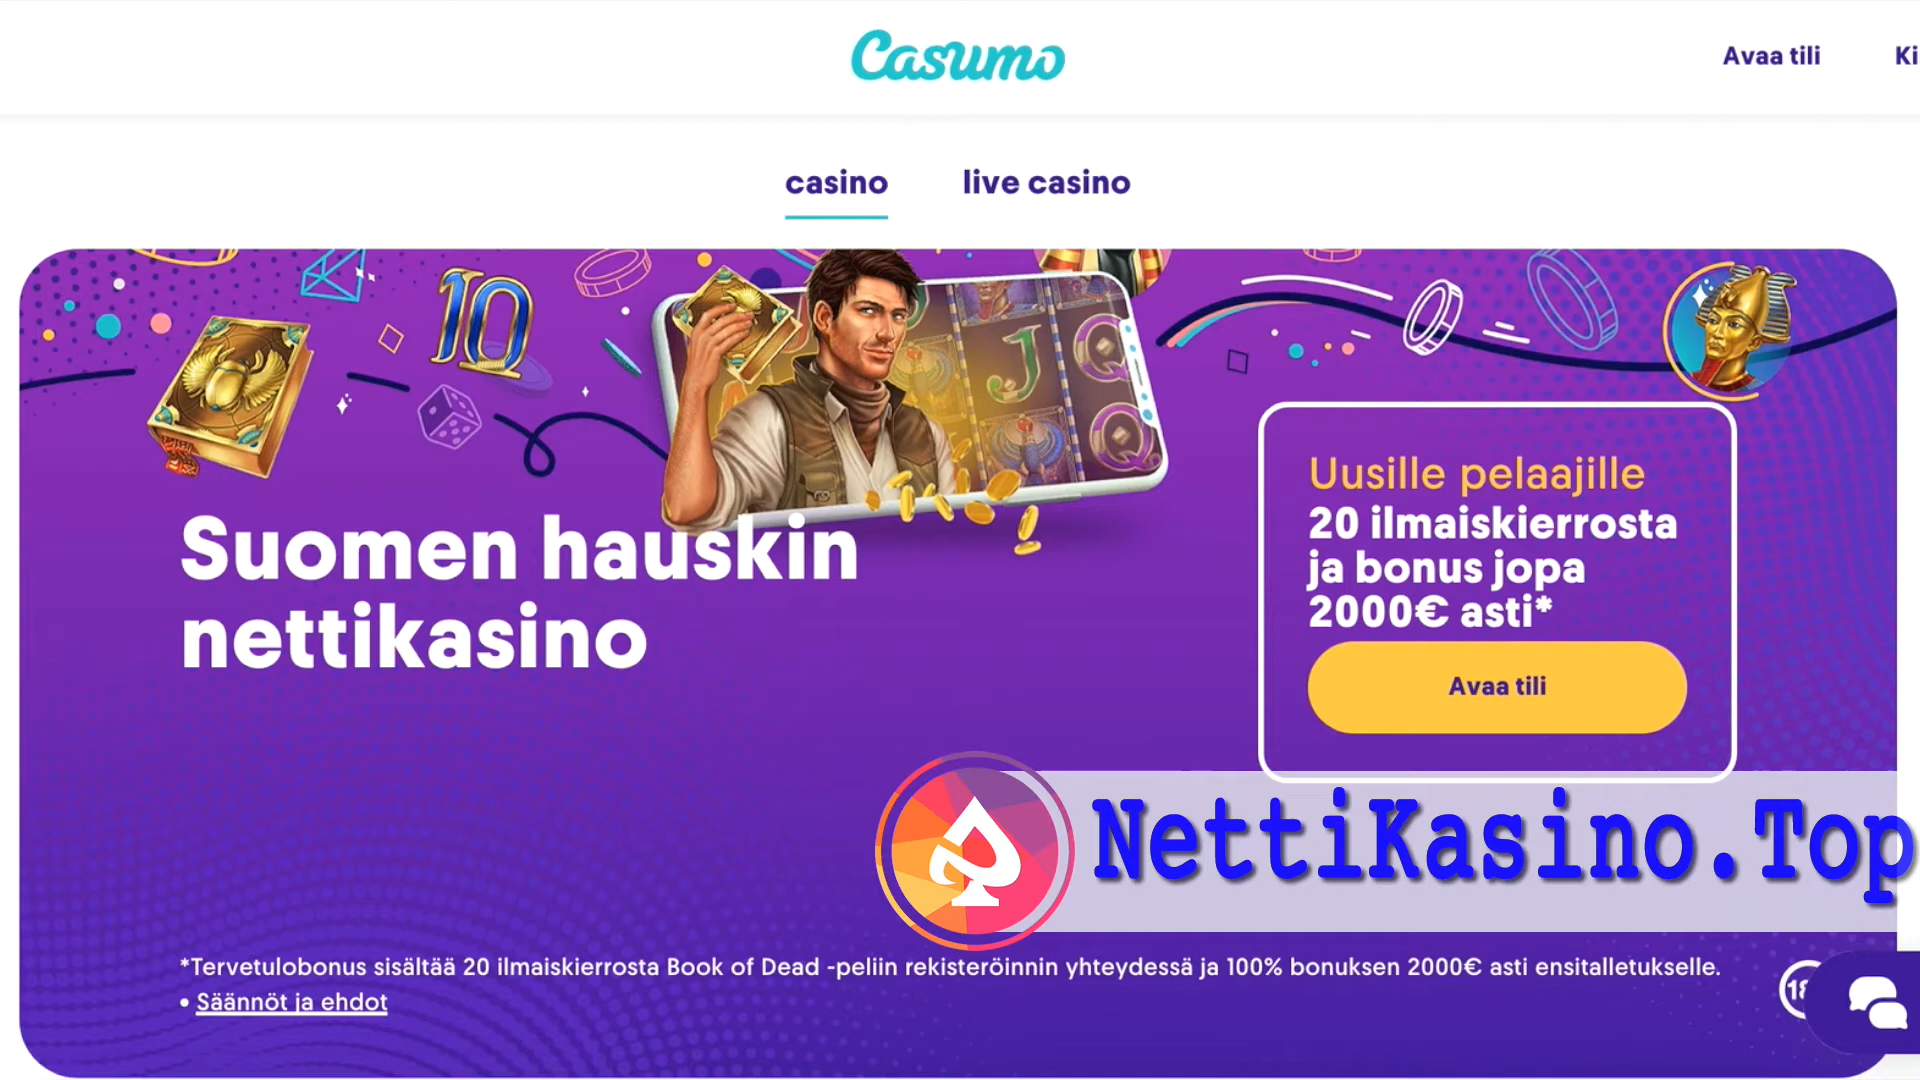 Casumo
Avaa tili
Ki
casino
live casino
10
J
Q
Q
Suomen hauskin
nettikasino
Uusille pelaajille
20 ilmaiskierrosta
ja bonus jopa
2000€ asti*
Avaa tili
NettiKasino.Top
*Tervetulobonus sisältää 20 ilmaiskierrosta Book of Dead -peliin rekisteröinnin yhteydessä ja 100% bonuksen 2000€ asti ensitalletukselle.
• Säännöt ja ehdot